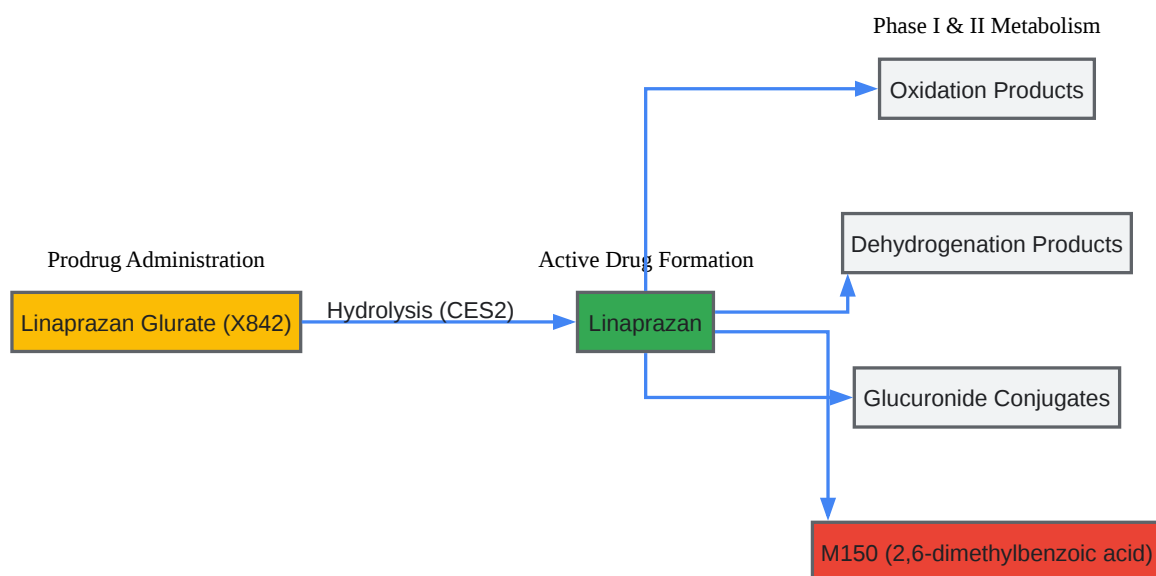 Phase I & II Metabolism
Oxidation Products
Dehydrogenation Products
Prodrug Administration
Active Drug Formation
Linaprazan Glurate (X842)
Hydrolysis (CES2)
Linaprazan
Glucuronide Conjugates
M150 (2,6-dimethylbenzoic acid)